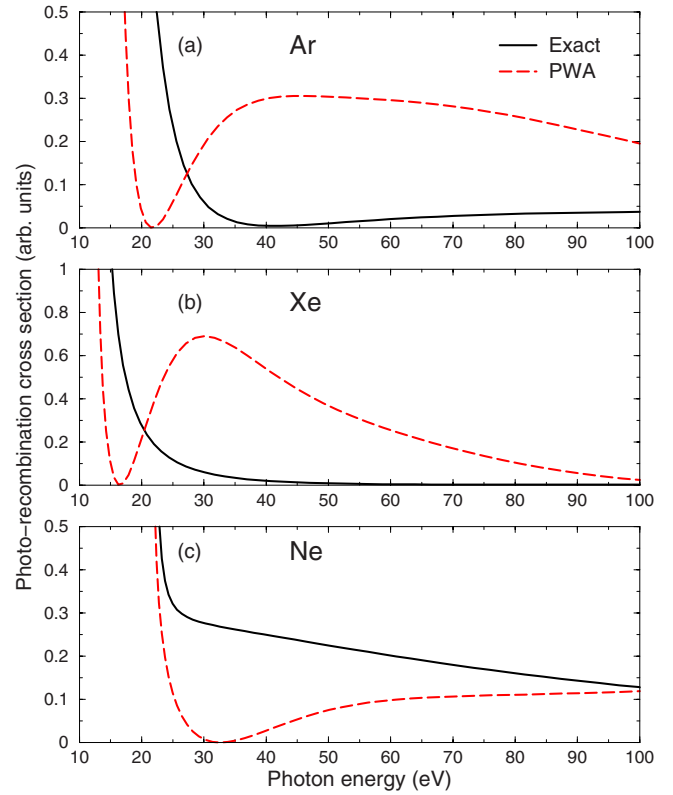 0.5
0.4
0.3
0.2
0.1
0
(a)
Ar
Exact
PWA
10 20 30 40 50 60 70 80 90 100
1
0.8
0.6
0.4
0.2
0
(b)
Xe
10 20 30 40 50 60 70 80 90 100
0.5
0.4
0.3
0.2
0.1
0
(c)
Ne
10 20 30 40 50 60 70 80 90 100
Photo−recombination cross section (arb. units)
Photon energy (eV)